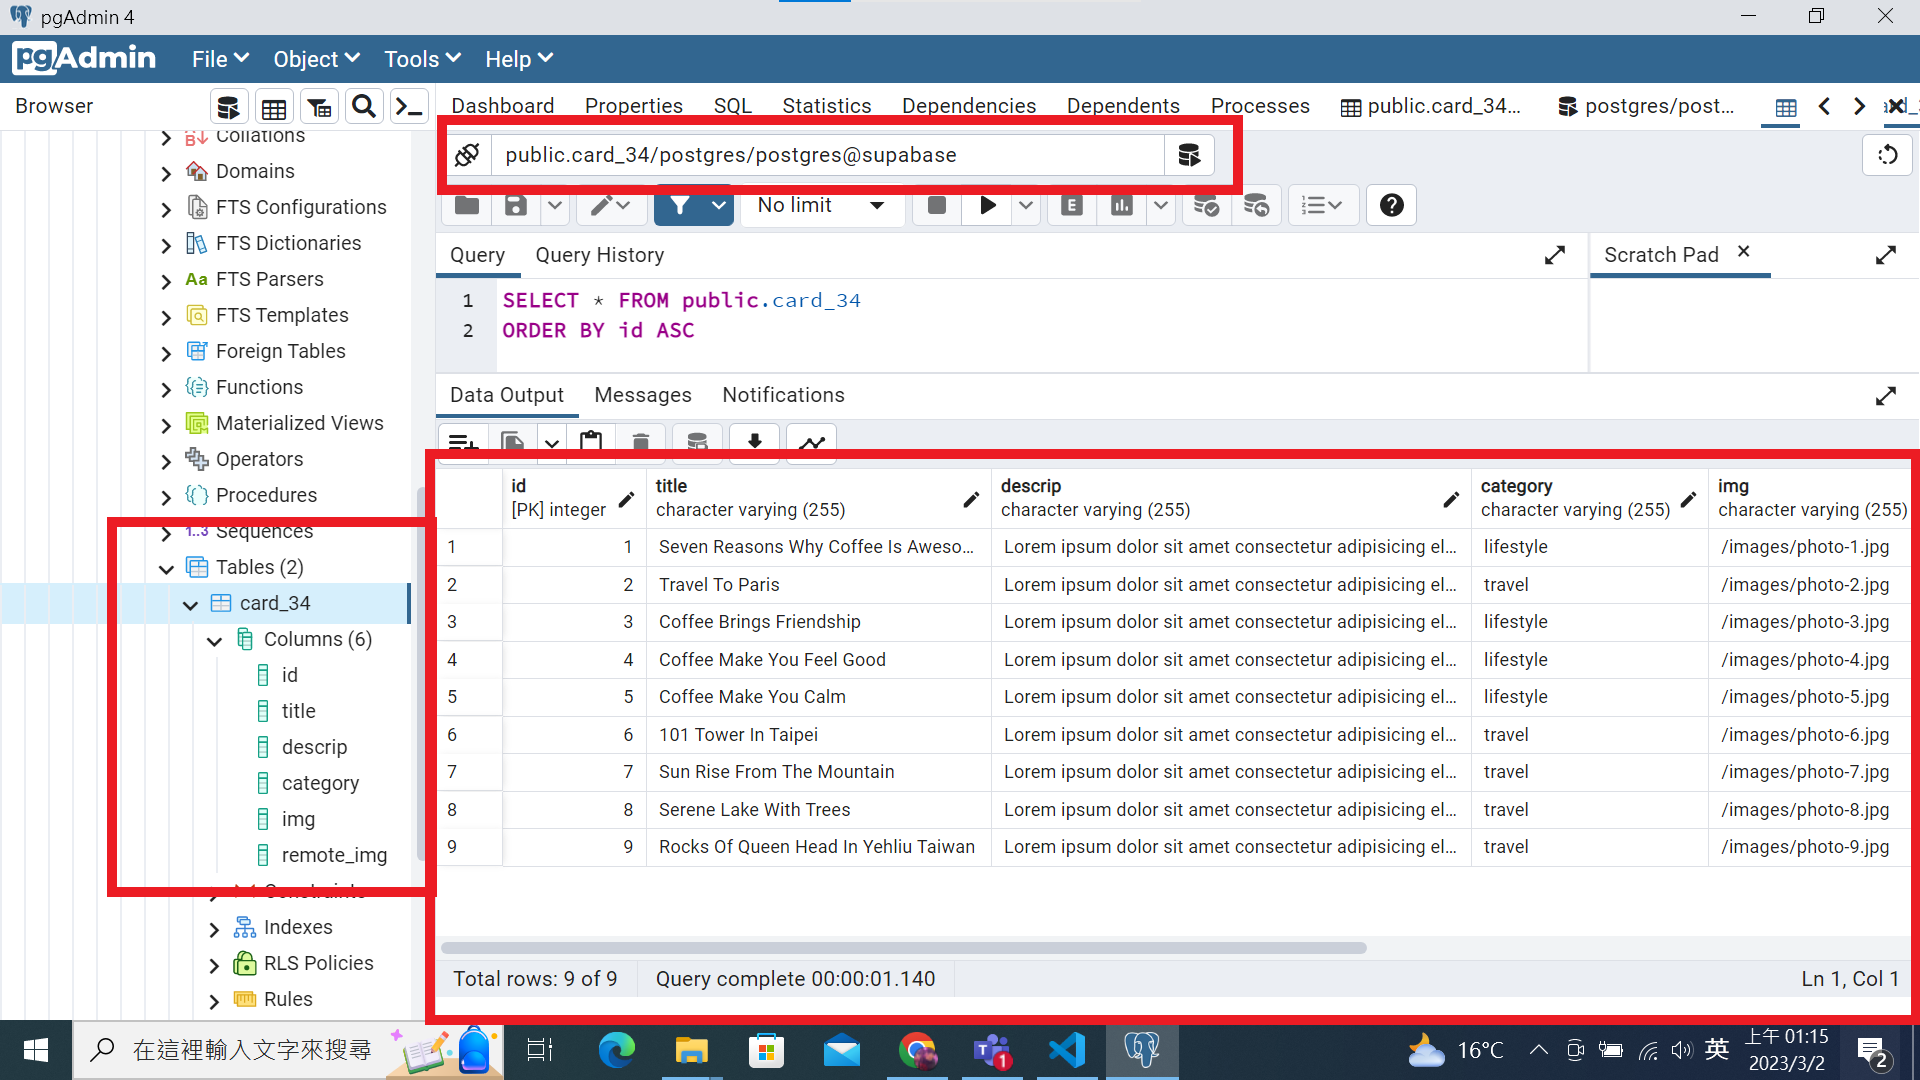 pgAdmin 4
pgAdmin File Object Tools Help
Browser
Dashboard Properties SQL Statistics Dependencies Dependents Processes public.card_34... postgres/post...
Collations
Domains
FTS Configurations
FTS Dictionaries
Aa FTS Parsers
FTS Templates
Foreign Tables
Functions
Materialized Views
Operators
Procedures
1..3 Sequences
Tables (2)
card_34
Columns (6)
id
title
descrip
category
img
remote_img
Constraints
Indexes
RLS Policies
Rules
public.card_34/postgres/postgres@supabase
No limit
Query Query History
Scratch Pad
1 SELECT * FROM public.card_34
2 ORDER BY id ASC
Data Output Messages Notifications
id title descrip category img
[PK] integer character varying (255) character varying (255) character varying (255) character varying (255)
1 1 Seven Reasons Why Coffee Is Aweso... Lorem ipsum dolor sit amet consectetur adipisicing el... lifestyle /images/photo-1.jpg
2 2 Travel To Paris Lorem ipsum dolor sit amet consectetur adipisicing el... travel /images/photo-2.jpg
3 3 Coffee Brings Friendship Lorem ipsum dolor sit amet consectetur adipisicing el... lifestyle /images/photo-3.jpg
4 4 Coffee Make You Feel Good Lorem ipsum dolor sit amet consectetur adipisicing el... lifestyle /images/photo-4.jpg
5 5 Coffee Make You Calm Lorem ipsum dolor sit amet consectetur adipisicing el... lifestyle /images/photo-5.jpg
6 6 101 Tower In Taipei Lorem ipsum dolor sit amet consectetur adipisicing el... travel /images/photo-6.jpg
7 7 Sun Rise From The Mountain Lorem ipsum dolor sit amet consectetur adipisicing el... travel /images/photo-7.jpg
8 8 Serene Lake With Trees Lorem ipsum dolor sit amet consectetur adipisicing el... travel /images/photo-8.jpg
9 9 Rocks Of Queen Head In Yehliu Taiwan Lorem ipsum dolor sit amet consectetur adipisicing el... travel /images/photo-9.jpg
Total rows: 9 of 9 Query complete 00:00:01.140 Ln 1, Col 1
在這裡輸入文字來搜尋
1
16°C
英
上午 01:15
2023/3/2
2